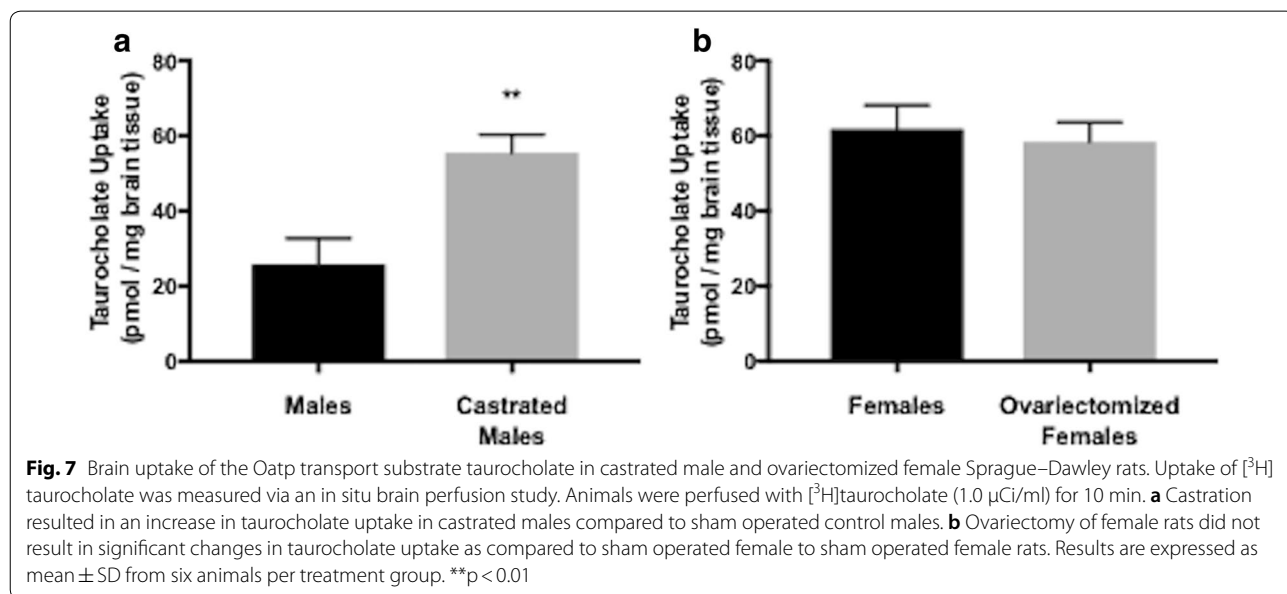 a
80
60
40
20
0
Taurocholate Uptake
(pmol / mg brain tissue)
**
Males
Castrated
Males
b
80
60
40
20
0
Taurocholate Uptake
(pmol / mg brain tissue)
Females
Ovariectomized
Females
Fig. 7 Brain uptake of the Oatp transport substrate taurocholate in castrated male and ovariectomized female Sprague–Dawley rats. Uptake of [³H]
taurocholate was measured via an in situ brain perfusion study. Animals were perfused with [³H]taurocholate (1.0 µCi/ml) for 10 min. a Castration
resulted in an increase in taurocholate uptake in castrated males compared to sham operated control males. b Ovariectomy of female rats did not
result in significant changes in taurocholate uptake as compared to sham operated female to sham operated female rats. Results are expressed as
mean ± SD from six animals per treatment group. **p < 0.01